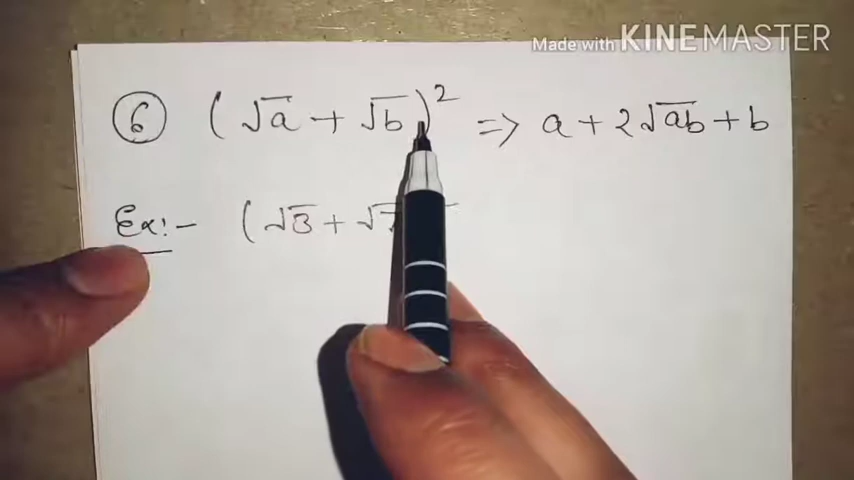 Made with KINEMASTER
⑥ (√a + √b)² => a + 2√ab + b
Ex:- (√3 + √